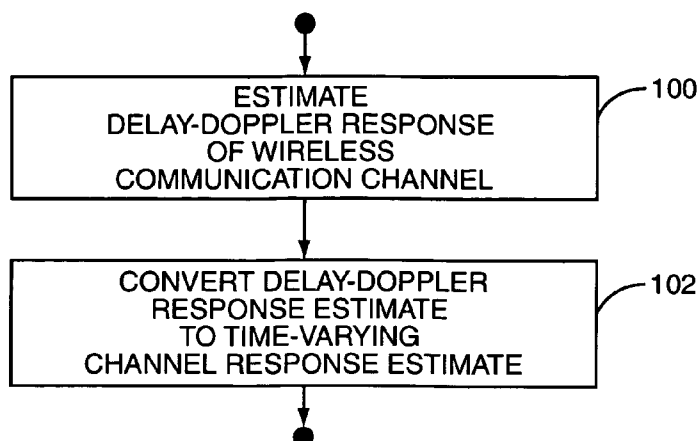 ESTIMATE
DELAY-DOPPLER RESPONSE
OF WIRELESS
COMMUNICATION CHANNEL
100
CONVERT DELAY-DOPPLER
RESPONSE ESTIMATE
TO TIME-VARYING
CHANNEL RESPONSE ESTIMATE
102